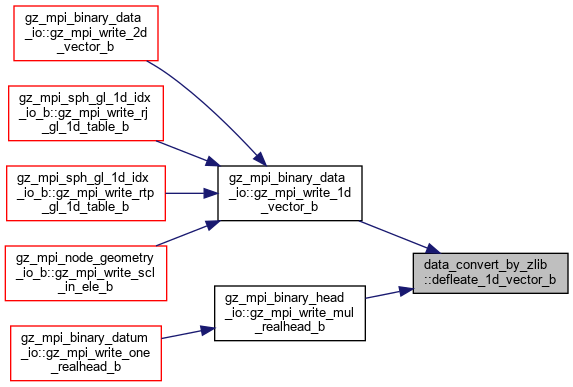 gz_mpi_binary_data
_io::gz_mpi_write_2d
_vector_b
gz_mpi_sph_gl_1d_idx
_io_b::gz_mpi_write_rj
_gl_1d_table_b
gz_mpi_sph_gl_1d_idx
_io_b::gz_mpi_write_rtp
_gl_1d_table_b
gz_mpi_node_geometry
_io_b::gz_mpi_write_scl
_in_ele_b
gz_mpi_binary_datum
_io::gz_mpi_write_one
_realhead_b
gz_mpi_binary_data
_io::gz_mpi_write_1d
_vector_b
gz_mpi_binary_head
_io::gz_mpi_write_mul
_realhead_b
data_convert_by_zlib
::defleate_1d_vector_b